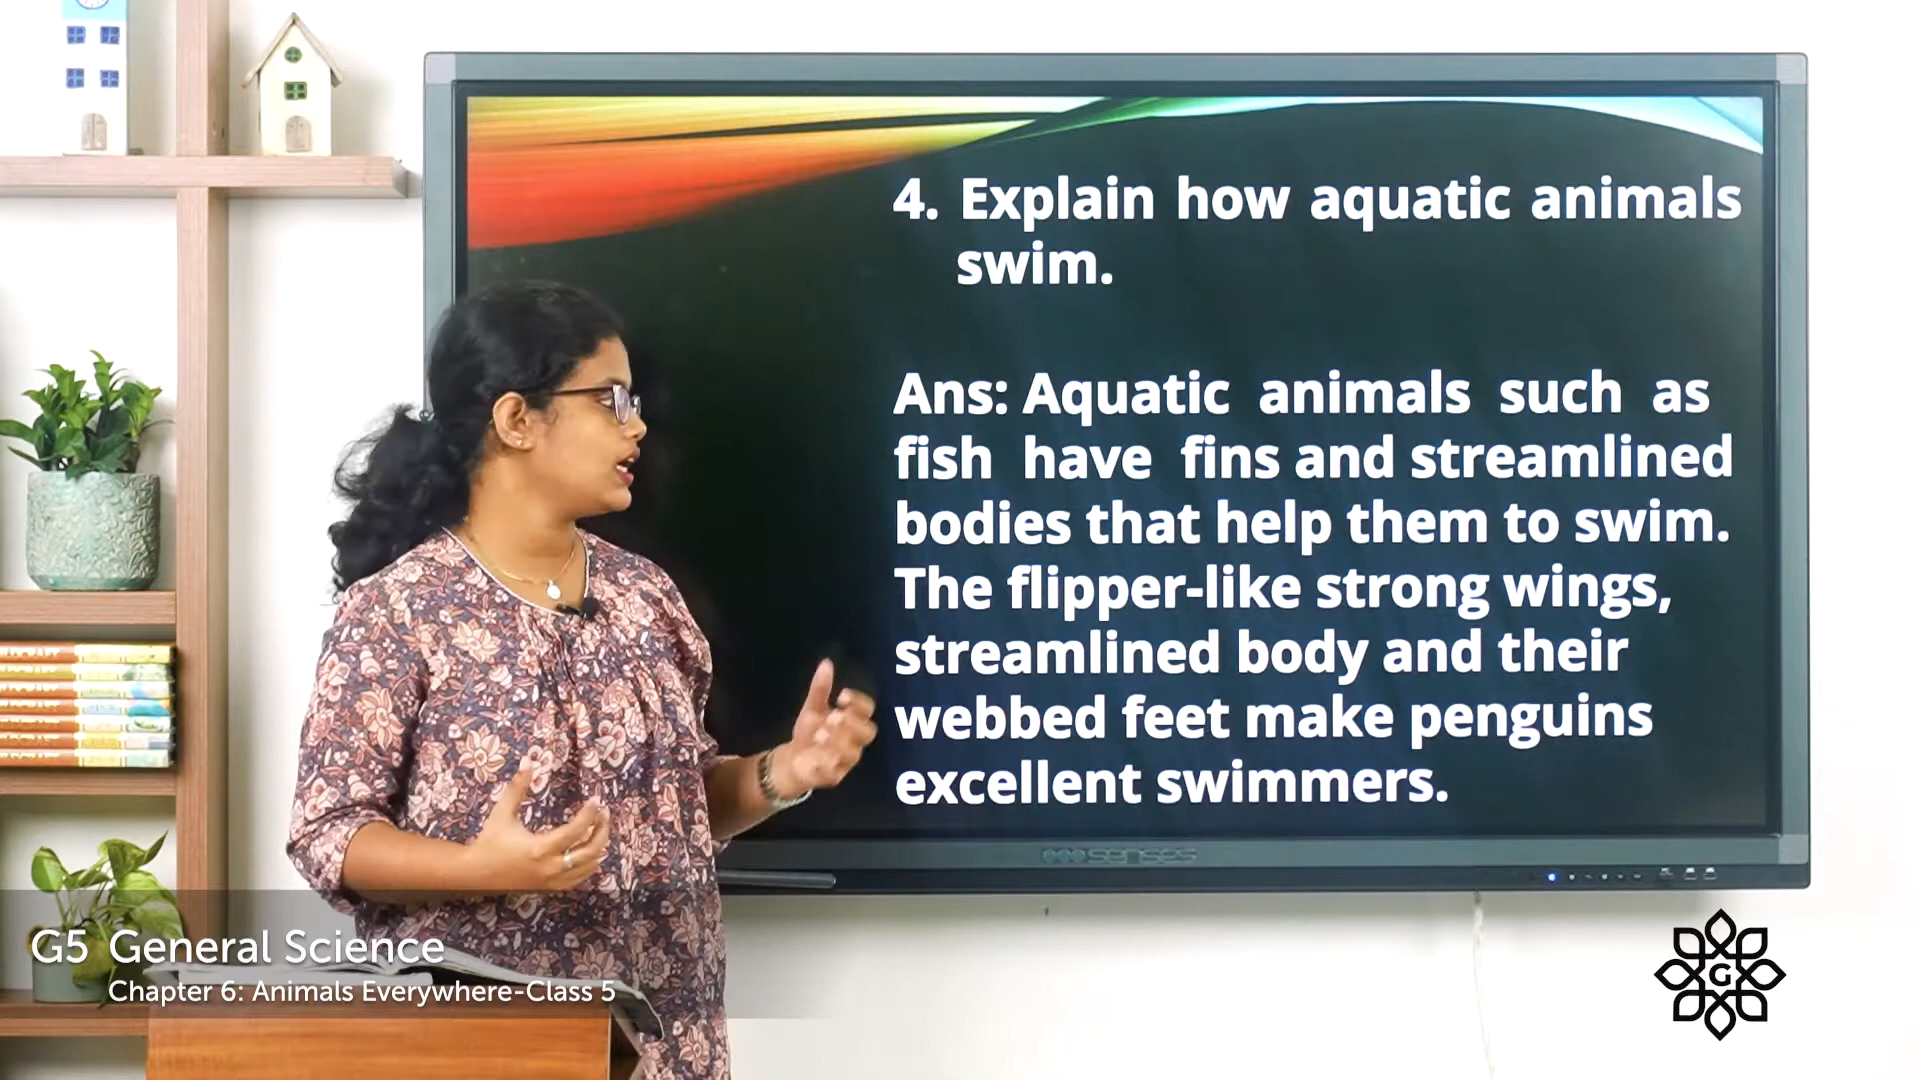 4. Explain how aquatic animals
swim.
Ans: Aquatic animals such as
fish have fins and streamlined
bodies that help them to swim.
The flipper-like strong wings,
streamlined body and their
webbed feet make penguins
excellent swimmers.
senses
G5 General Science
Chapter 6: Animals Everywhere-Class 5
G